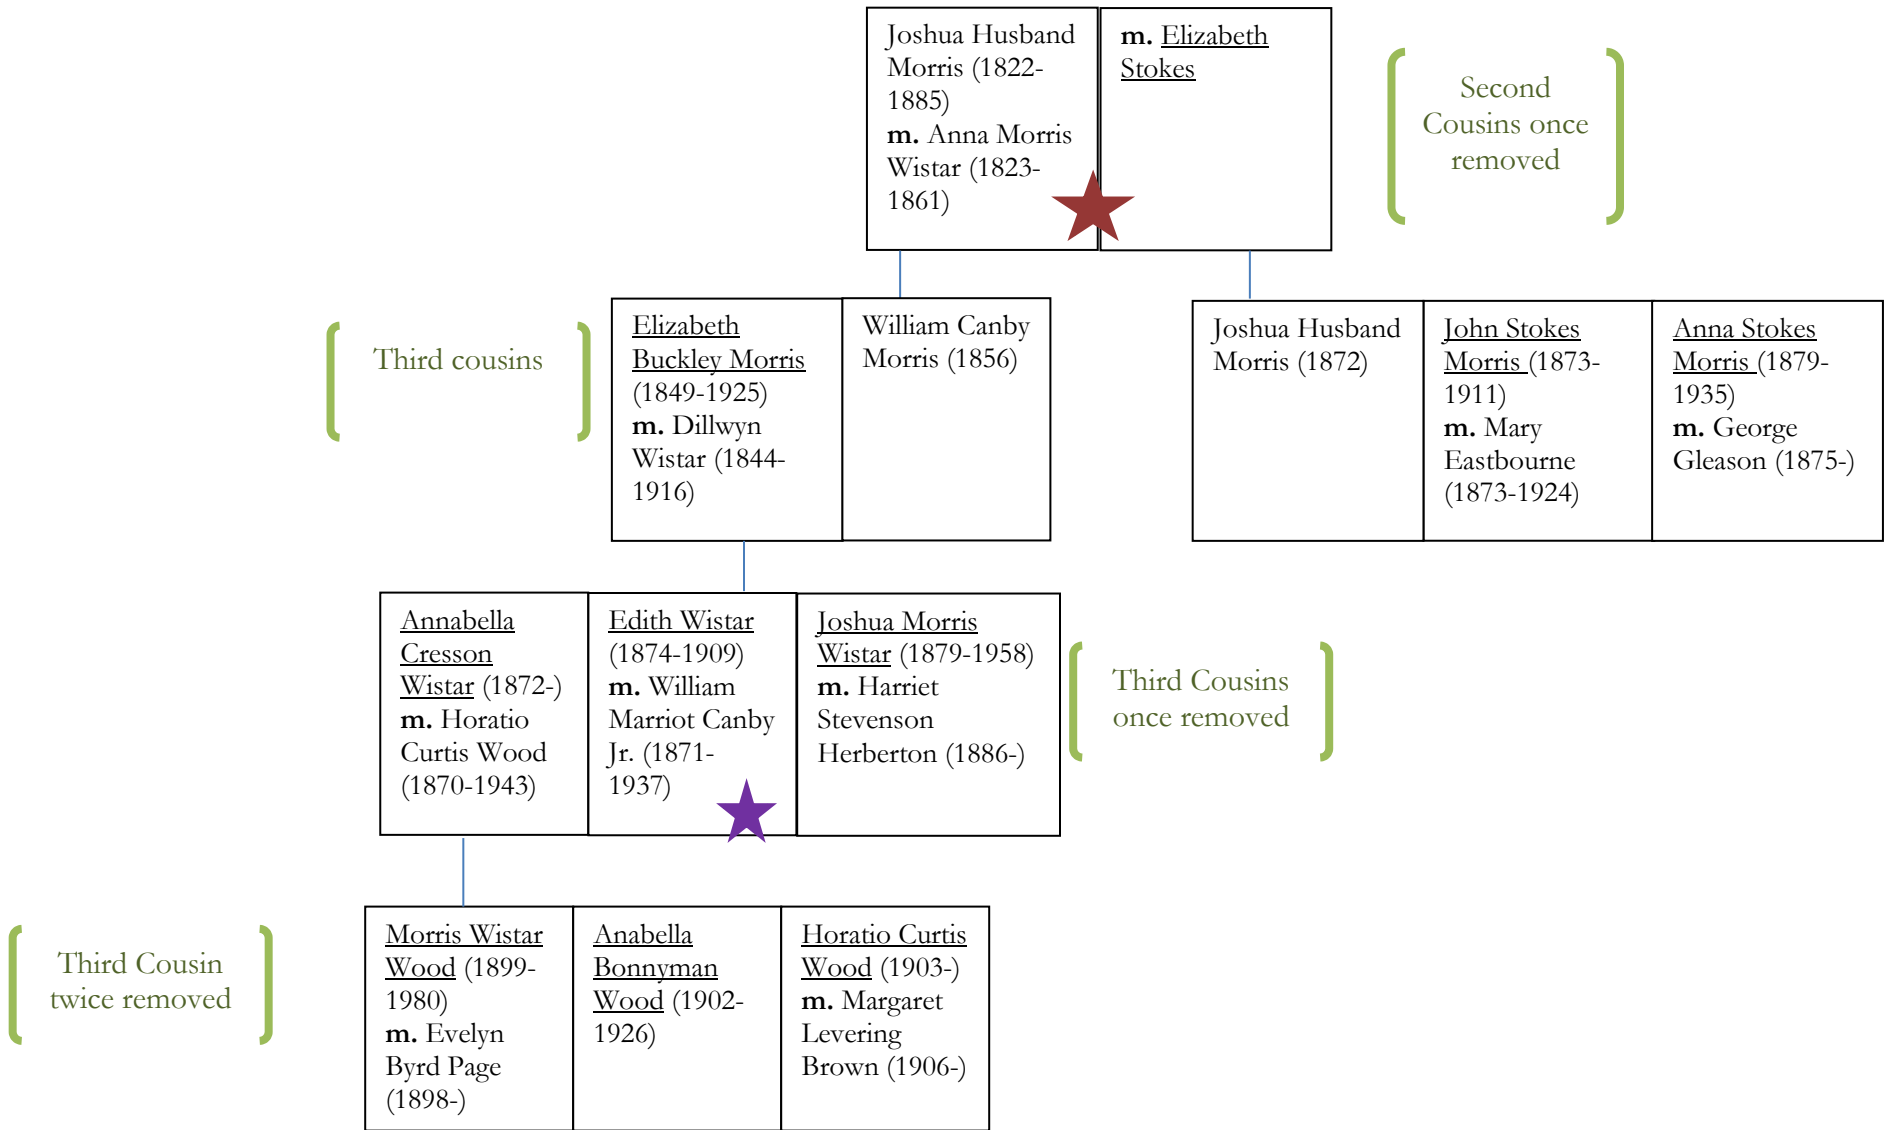 Joshua Husband
Morris (1822-
1885)
m. Anna Morris
Wistar (1823-
1861)
m. Elizabeth
Stokes
Second
Cousins once
removed
Third cousins
Elizabeth
Buckley Morris
(1849-1925)
m. Dillwyn
Wistar (1844-
1916)
William Canby
Morris (1856)
Joshua Husband
Morris (1872)
John Stokes
Morris (1873-
1911)
m. Mary
Eastbourne
(1873-1924)
Anna Stokes
Morris (1879-
1935)
m. George
Gleason (1875-)
Annabella
Cresson
Wistar (1872-)
m. Horatio
Curtis Wood
(1870-1943)
Edith Wistar
(1874-1909)
m. William
Marriot Canby
Jr. (1871-
1937)
Joshua Morris
Wistar (1879-1958)
m. Harriet
Stevenson
Herberton (1886-)
Third Cousins
once removed
Third Cousin
twice removed
Morris Wistar
Wood (1899-
1980)
m. Evelyn
Byrd Page
(1898-)
Anabella
Bonnyman
Wood (1902-
1926)
Horatio Curtis
Wood (1903-)
m. Margaret
Levering
Brown (1906-)